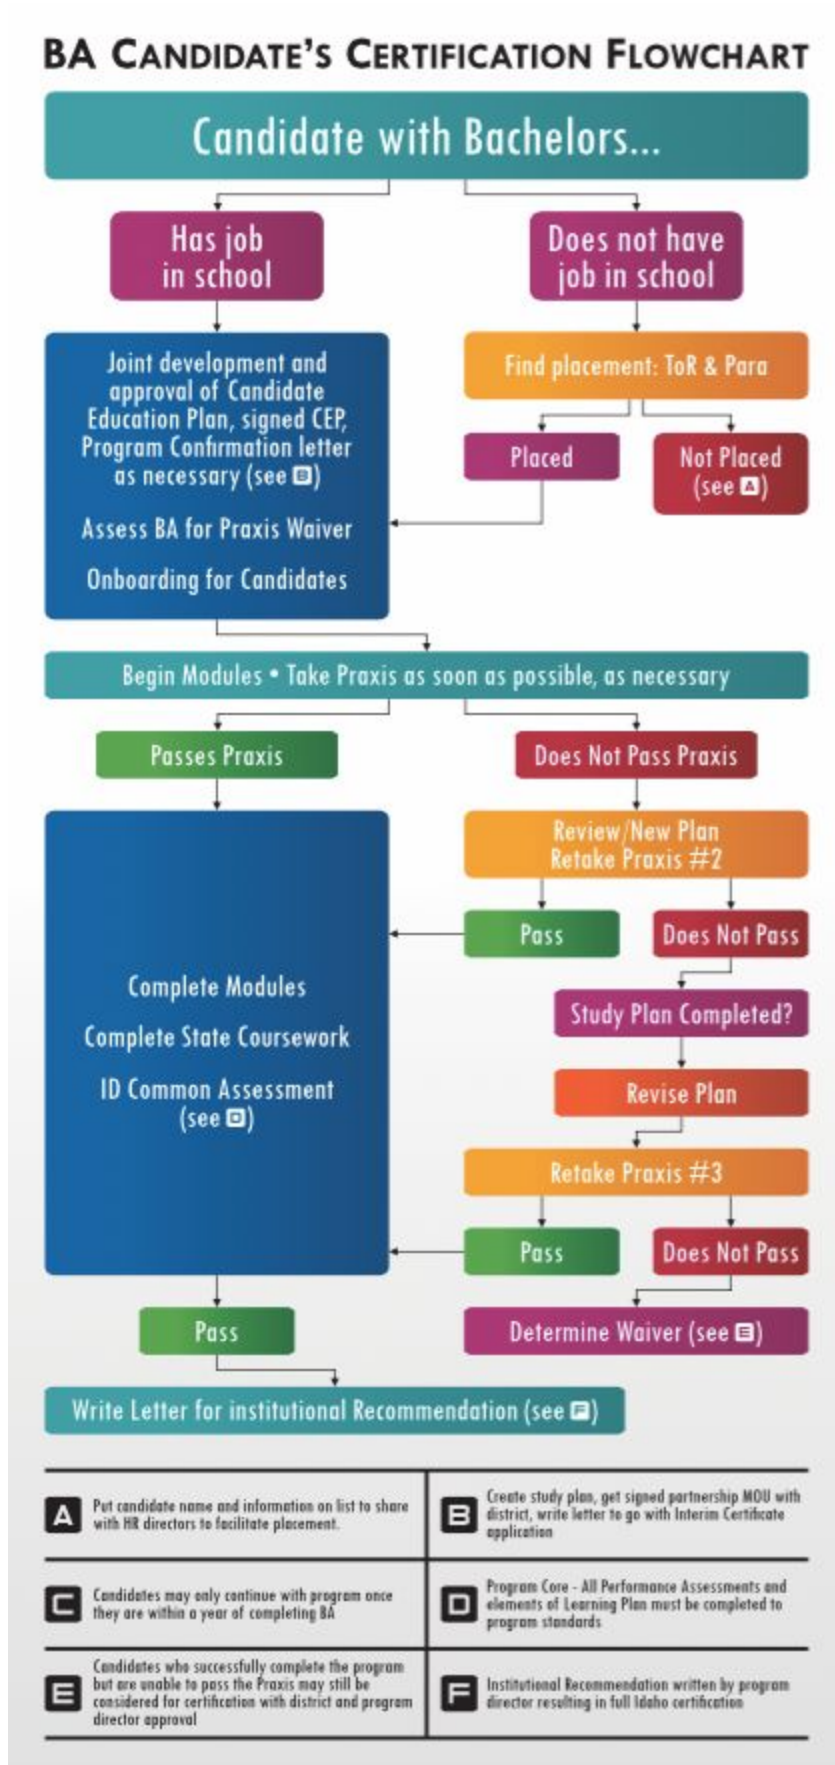 BA CANDIDATE'S CERTIFICATION FLOWCHART
Candidate with Bachelors...
Has job
in school
Does not have
job in school
Joint development and
approval of Candidate
Education Plan, signed CEP,
Program Confirmation letter
as necessary (see B)
Assess BA for Praxis Waiver
Onboarding for Candidates
Find placement: ToR & Para
Placed
Not Placed
(see A)
Begin Modules • Take Praxis as soon as possible, as necessary
Passes Praxis
Does Not Pass Praxis
Review/New Plan
Retake Praxis #2
Pass
Does Not Pass
Study Plan Completed?
Revise Plan
Retake Praxis #3
Pass
Does Not Pass
Determine Waiver (see E)
Complete Modules
Complete State Coursework
ID Common Assessment
(see D)
Pass
Write Letter for institutional Recommendation (see F)
A
Put candidate name and information on list to share
with HR directors to facilitate placement.
B
Create study plan, get signed partnership MOU with
district, write letter to go with Interim Certificate
application
C
Candidates may only continue with program once
they are within a year of completing BA
D
Program Core - All Performance Assessments and
elements of Learning Plan must be completed to
program standards
E
Candidates who successfully complete the program
but are unable to pass the Praxis may still be
considered for certification with district and program
director approval
F
Institutional Recommendation written by program
director resulting in full Idaho certification